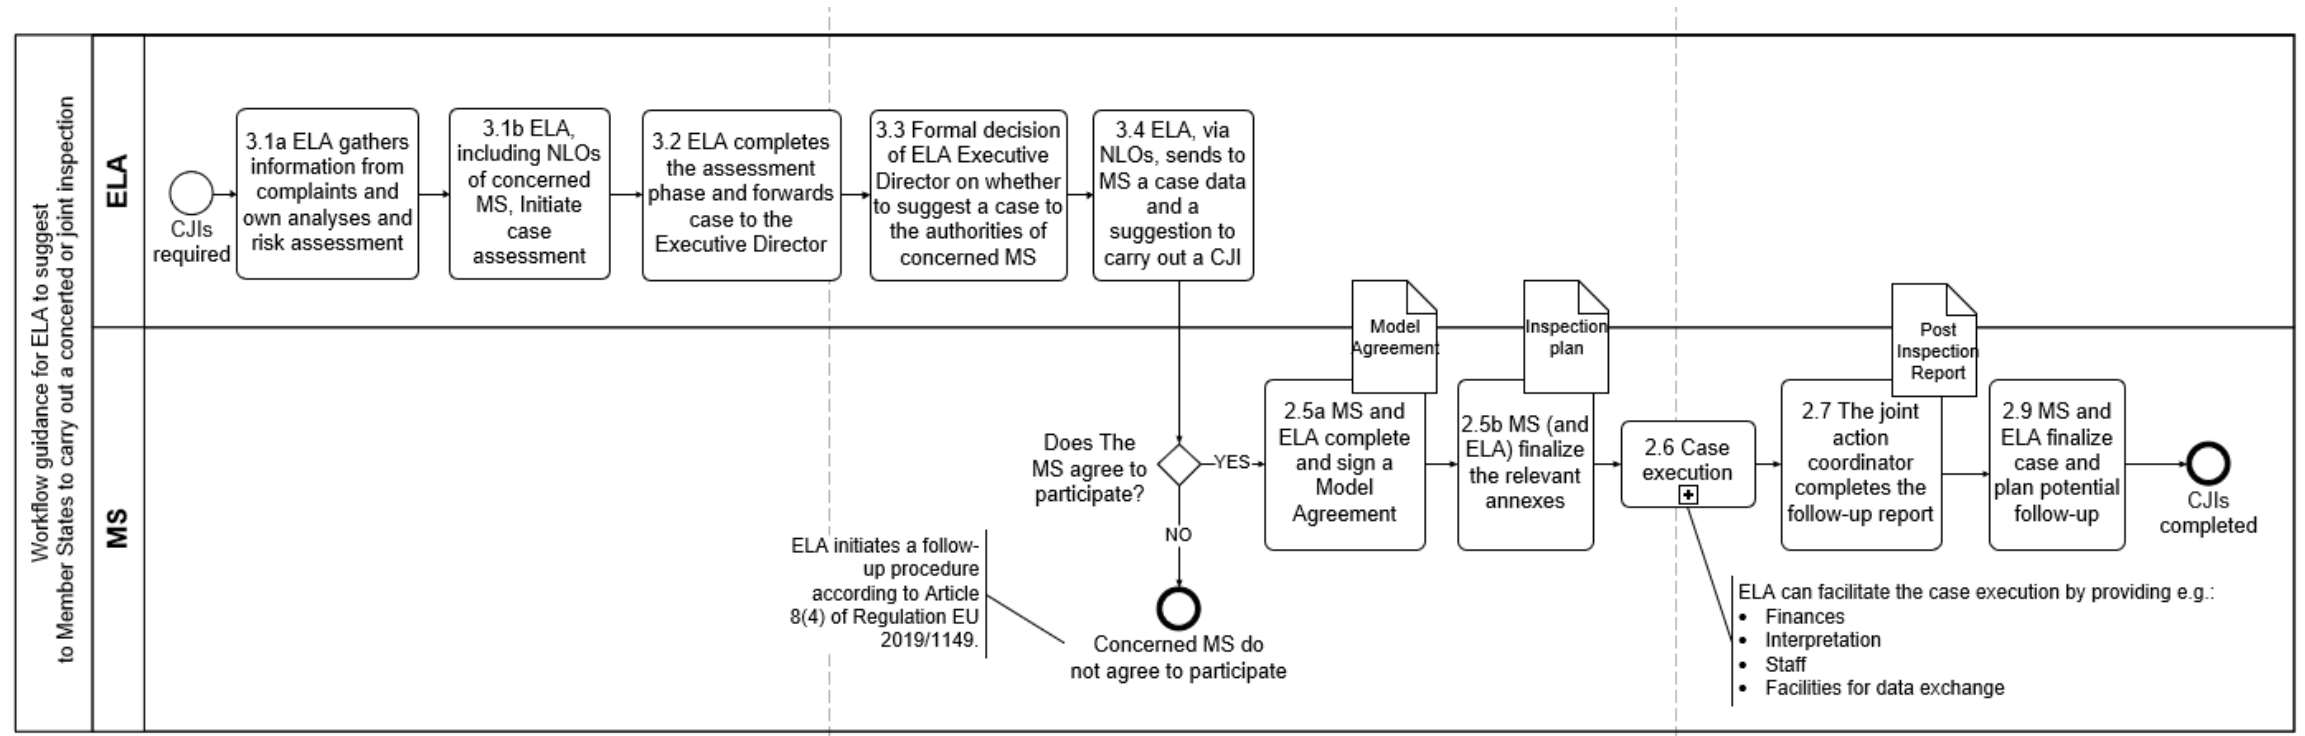 Workflow guidance for ELA to suggest
to Member States to carry out a concerted or joint inspection
ELA
CJIs
required
3.1a ELA gathers
information from
complaints and
own analyses and
risk assessment
3.1b ELA,
including NLOs
of concerned
MS, Initiate
case
assessment
3.2 ELA completes
the assessment
phase and forwards
case to the
Executive Director
3.3 Formal decision
of ELA Executive
Director on whether
to suggest a case to
the authorities of
concerned MS
3.4 ELA, via
NLOs, sends to
MS a case data
and a
suggestion to
carry out a CJI
MS
Does The
MS agree to
participate?
YES
NO
ELA initiates a follow-
up procedure
according to Article
8(4) of Regulation EU
2019/1149.
Concerned MS do
not agree to participate
Model
Agreement
2.5a MS and
ELA complete
and sign a
Model
Agreement
Inspection
plan
2.5b MS (and
ELA) finalize
the relevant
annexes
2.6 Case
execution
ELA can facilitate the case execution by providing e.g.:
• Finances
• Interpretation
• Staff
• Facilities for data exchange
Post
Inspection
Report
2.7 The joint
action
coordinator
completes the
follow-up report
2.9 MS and
ELA finalize
case and
plan potential
follow-up
CJIs
completed